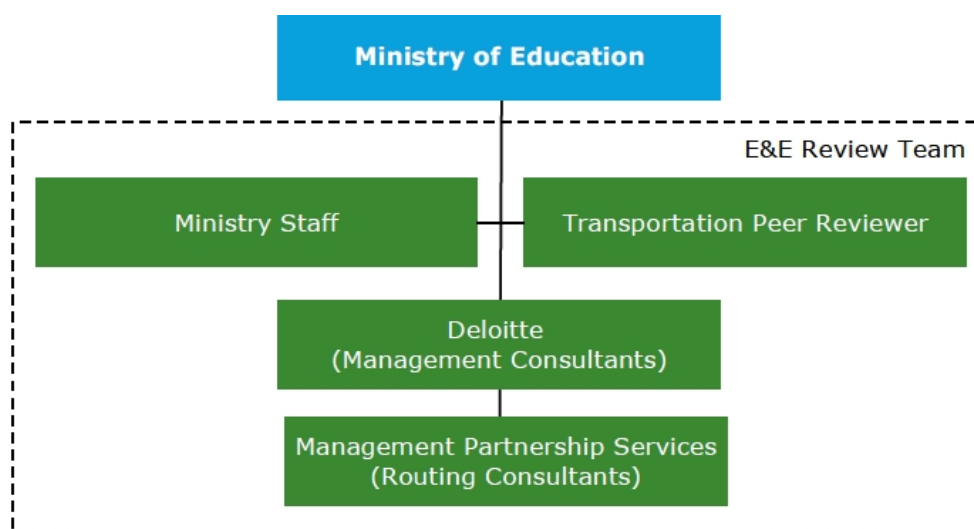 Ministry of Education
E&E Review Team
Ministry Staff
Transportation Peer Reviewer
Deloitte
(Management Consultants)
Management Partnership Services
(Routing Consultants)